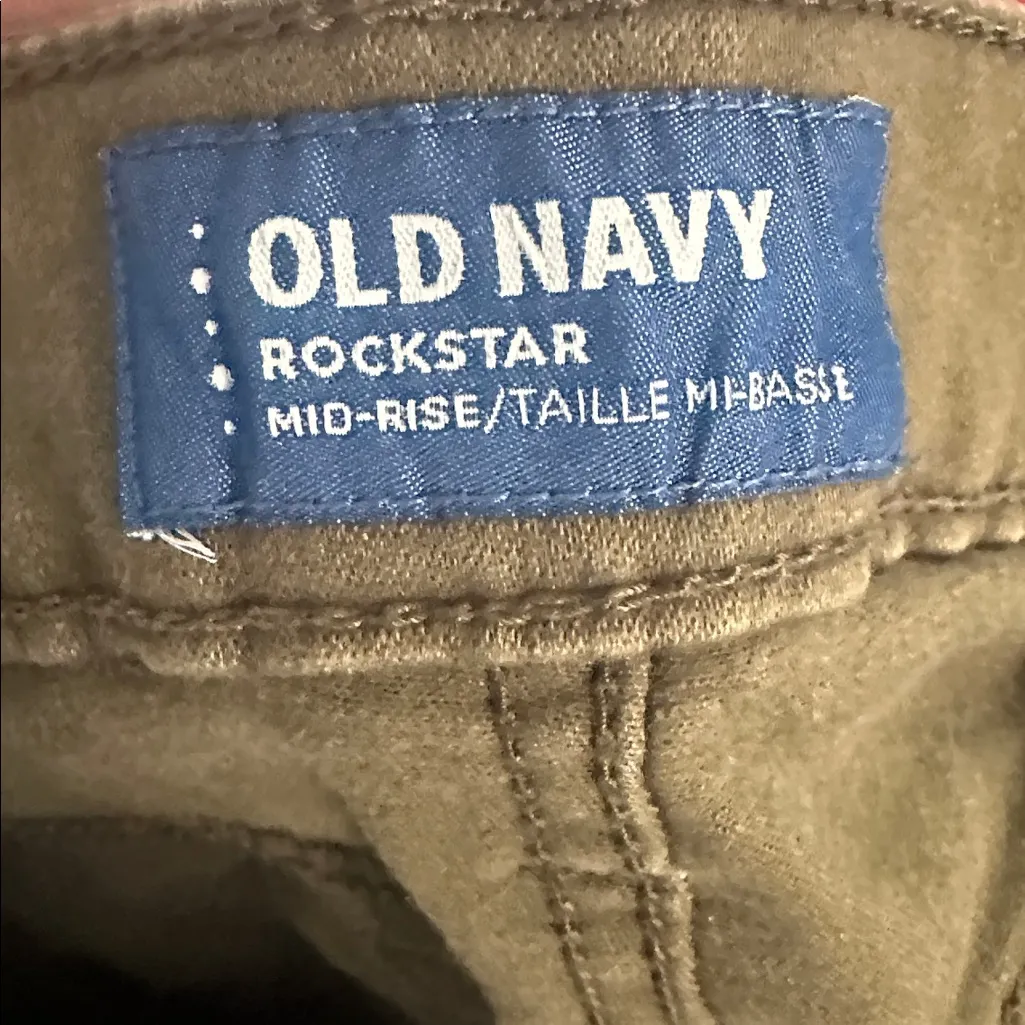 OLD NAVY
ROCKSTAR
MID-RISE/TAILLE MI-BASSE